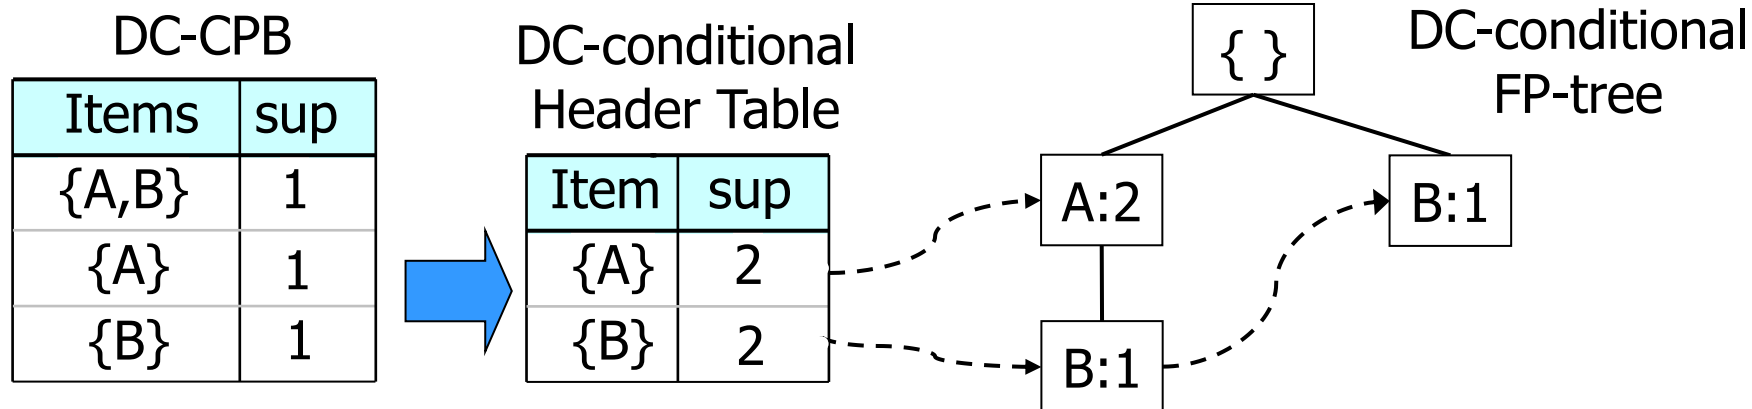 DC-CPB
Items sup
{A,B} 1
{A} 1
{B} 1
DC-conditional
Header Table
Item sup
{A} 2
{B} 2
{ }
A:2
B:1
B:1
DC-conditional
FP-tree